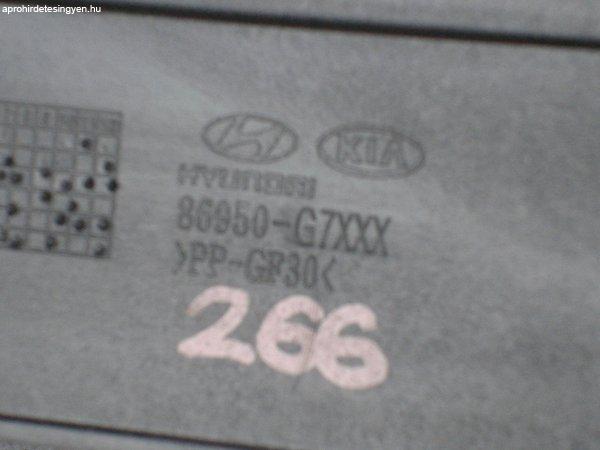 aprohirdetesingyen.hu
KIA
HYUNDAI
86950-G7XXX
>PP-GF30<
266